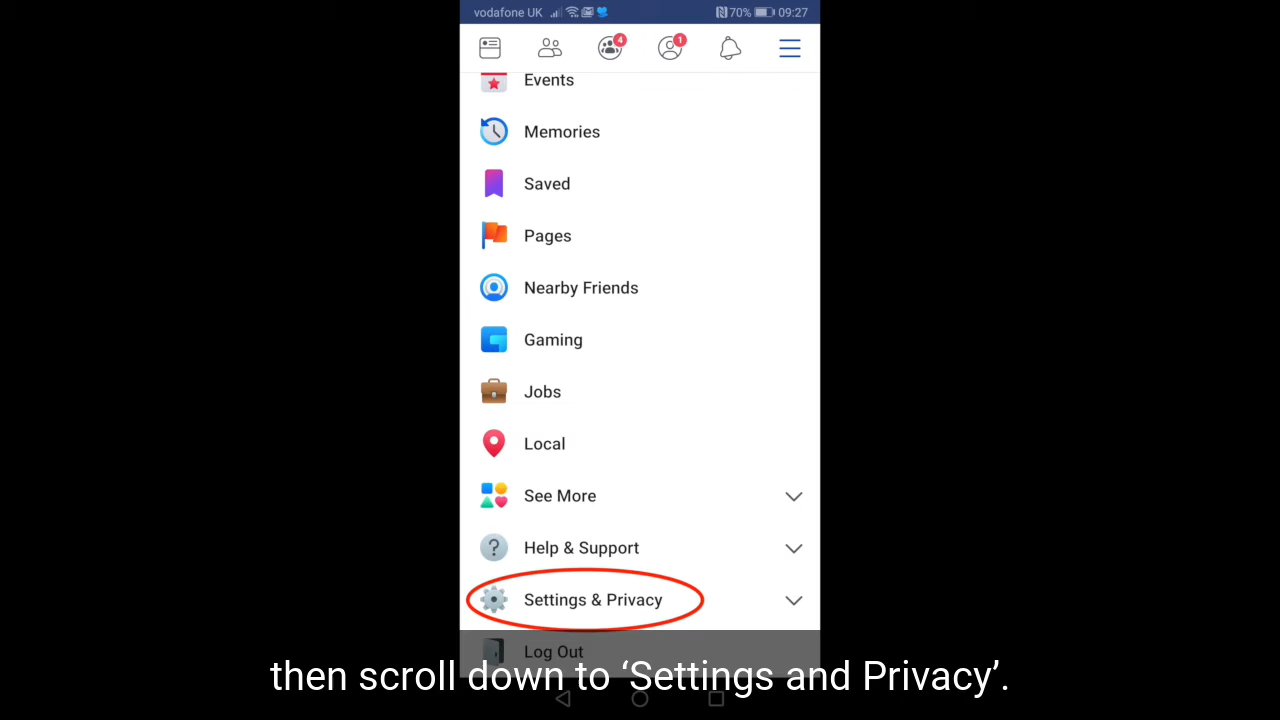 vodafone UK 70% 09:27
4 1
Events
Memories
Saved
Pages
Nearby Friends
Gaming
Jobs
Local
See More
Help & Support
Settings & Privacy
Log Out
then scroll down to ‘Settings and Privacy’.